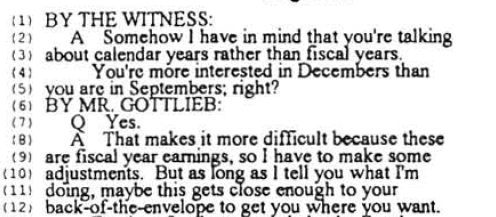 (1) BY THE WITNESS:
(2) A Somehow I have in mind that you're talking
(3) about calendar years rather than fiscal years.
(4) You're more interested in Decembers than
(5) you are in Septembers; right?
(6) BY MR. GOTTLIEB:
(7) Q Yes.
(8) A That makes it more difficult because these
(9) are fiscal year earnings, so I have to make some
(10) adjustments. But as long as I tell you what I'm
(11) doing, maybe this gets close enough to your
(12) back-of-the-envelope to get you where you want.